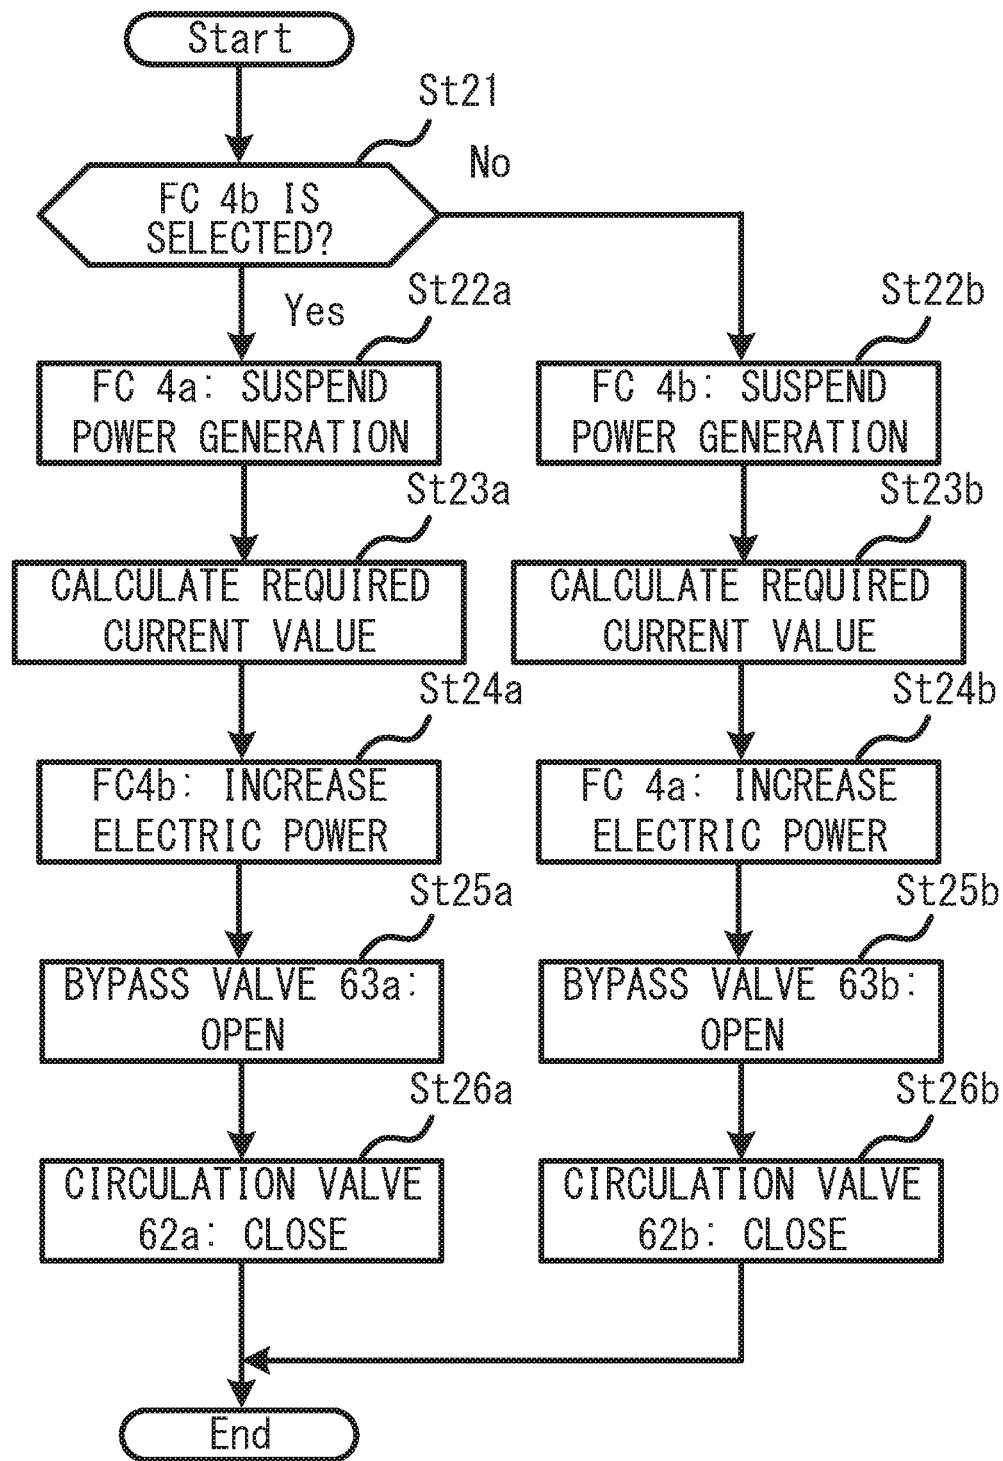 Start
St21
FC 4b IS
SELECTED?
No
Yes
St22a
FC 4a: SUSPEND
POWER GENERATION
St22b
FC 4b: SUSPEND
POWER GENERATION
St23a
CALCULATE REQUIRED
CURRENT VALUE
St23b
CALCULATE REQUIRED
CURRENT VALUE
St24a
FC4b: INCREASE
ELECTRIC POWER
St24b
FC 4a: INCREASE
ELECTRIC POWER
St25a
BYPASS VALVE 63a:
OPEN
St25b
BYPASS VALVE 63b:
OPEN
St26a
CIRCULATION VALVE
62a: CLOSE
St26b
CIRCULATION VALVE
62b: CLOSE
End